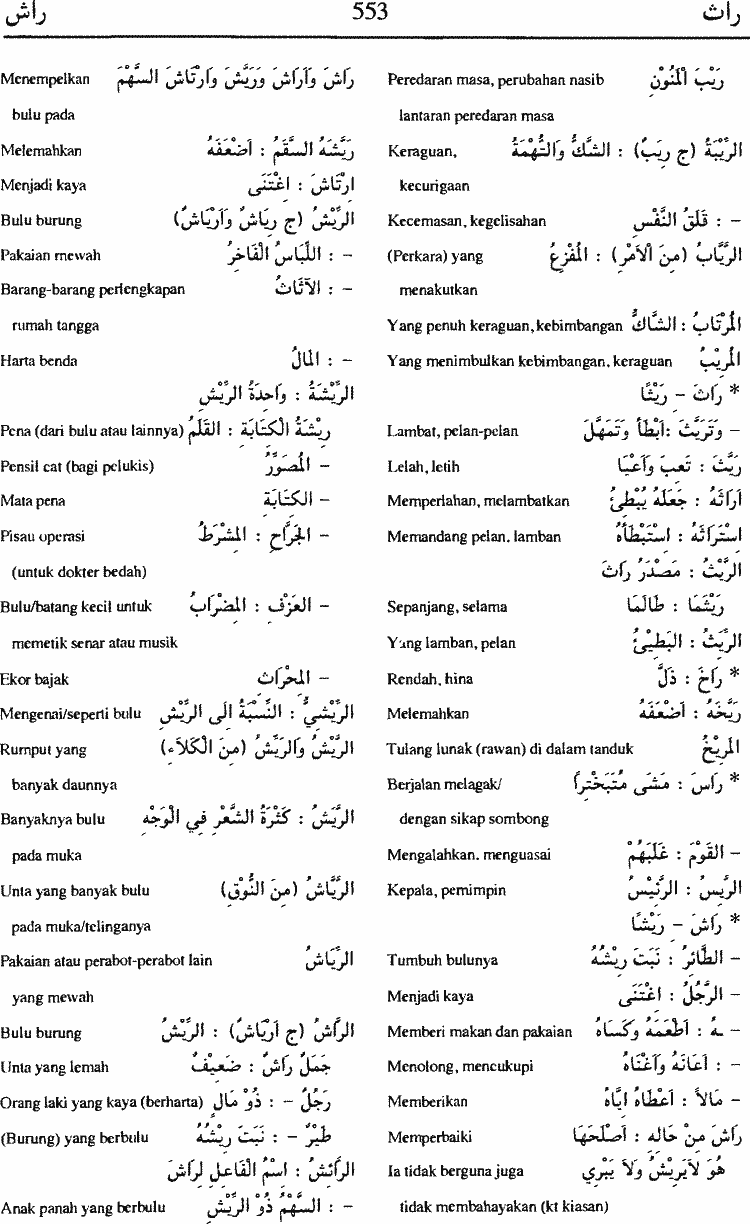 راث 553 راش
رَيْبُ الْمَنُوْنِ Peredaran masa, perubahan nasib
lantaran peredaran masa
الرِّيْبَةُ (ج رِيَبٌ) : الشَّكُّ وَالتُّهْمَةُ Keraguan,
kecurigaan
- : قَلَقُ النَّفْسِ Kecemasan, kegelisahan
الرَّيَّابُ (مِنَ الْاَمْرِ) : الْمُفْزِعُ (Perkara) yang
menakutkan
الْمُرْتَابُ : الشَّاكُّ Yang penuh keraguan, kebimbangan
الْمُرِيْبُ Yang menimbulkan kebimbangan, keraguan
* رَاثَ - رَيْثًا
- وَتَرَيَّثَ : اَبْطَأَ وَتَمَهَّلَ Lambat, pelan-pelan
رَيَّثَ : تَعِبَ وَاَعْيَا Lelah, letih
اَرَاثَهُ : جَعَلَهُ يُبْطِئُ Memperlahan, melambatkan
اِسْتَرَاثَهُ : اسْتَبْطَأَهُ Memandang pelan, lamban
الرَّيْثُ : مَصْدَرُ رَاثَ
رَيْثَمَا : طَالَمَا Sepanjang, selama
الرَّيِّثُ : الْبَطِيْئُ Yang lamban, pelan
* رَاخَ : ذَلَّ Rendah, hina
رَيَّخَهُ : اَضْعَفَهُ Melemahkan
الْمَرِيْخُ Tulang lunak (rawan) di dalam tanduk
* رَاسَ : مَشَى مُتَبَخْتِرًا Berjalan melagak/
dengan sikap sombong
- الْقَوْمَ : غَلَبَهُمْ Mengalahkan. menguasai
الرَّيِّسُ : الرَّئِيْسُ Kepala, pemimpin
* رَاشَ - رَيْشًا
- الطَّائِرُ : نَبَتَ رِيْشُهُ Tumbuh bulunya
- الرَّجُلُ : اغْتَنَى Menjadi kaya
- هُ : اَطْعَمَهُ وَكَسَاهُ Memberi makan dan pakaian
- : اَعَانَهُ وَاَغْنَاهُ Menolong, mencukupi
- مَالاً : اَعْطَاهُ اِيَّاهُ Memberikan
رَاشَ مِنْ حَالِهِ : اَصْلَحَهَا Memperbaiki
هُوَ لاَيَرِيْشُ وَلاَ يَبْرِي Ia tidak berguna juga
tidak membahayakan (kt kiasan)
رَاشَ وَاَرَاشَ وَرَيَّشَ وَارْتَاشَ السَّهْمَ Menempelkan
bulu pada
رَيَّشَهُ السَّقَمُ : اَضْعَفَهُ Melemahkan
ارْتَاشَ : اغْتَنَى Menjadi kaya
الرِّيْشُ (ج رِيَاشٌ وَاَرْيَاشٌ) Bulu burung
- : اللِّبَاسُ الْفَاخِرُ Pakaian mewah
- : الْاَثَاثُ Barang-barang perlengkapan
rumah tangga
- : الْمَالُ Harta benda
الرِّيْشَةُ : وَاحِدَةُ الرِّيْشِ
رِيْشَةُ الْكِتَابَةِ : الْقَلَمُ Pena (dari bulu atau lainnya)
- الْمُصَوِّرِ Pensil cat (bagi pelukis)
- الْكِتَابَةِ Mata pena
- الْجَرَّاحِ : الْمِشْرَطُ Pisau operasi
(untuk dokter bedah)
- الْعَزْفِ : الْمِضْرَابُ Bulu/batang kecil untuk
memetik senar atau musik
- الْمِحْرَاثِ Ekor bajak
الرِّيْشِيُّ : النِّسْبَةُ اِلَى الرِّيْشِ Mengenai/seperti bulu
الرَّيِّشُ وَالرَّيْشُ (مِنَ الْكَلاَءِ) Rumput yang
banyak daunnya
الرَّيَشُ : كَثْرَةُ الشَّعْرِ فِي الْوَجْهِ Banyaknya bulu
pada muka
الرَّيَّاشُ (مِنَ النُّوْقِ) Unta yang banyak bulu
pada muka/telinganya
الرِّيَاشُ Pakaian atau perabot-perabot lain
yang mewah
الرَّاشُ (ج اَرْيَاشٌ) : الرِّيْشُ Bulu burung
جَمَلٌ رَاشٌ : ضَعِيْفٌ Unta yang lemah
رَجُلٌ - : ذُوْ مَالٍ Orang laki yang kaya (berharta)
طَيْرٌ - : نَبَتَ رِيْشُهُ (Burung) yang berbulu
الرَّائِشُ : اسْمُ الْفَاعِلِ لِرَاشَ
- : السَّهْمُ ذُوْ الرِّيْشِ Anak panah yang berbulu